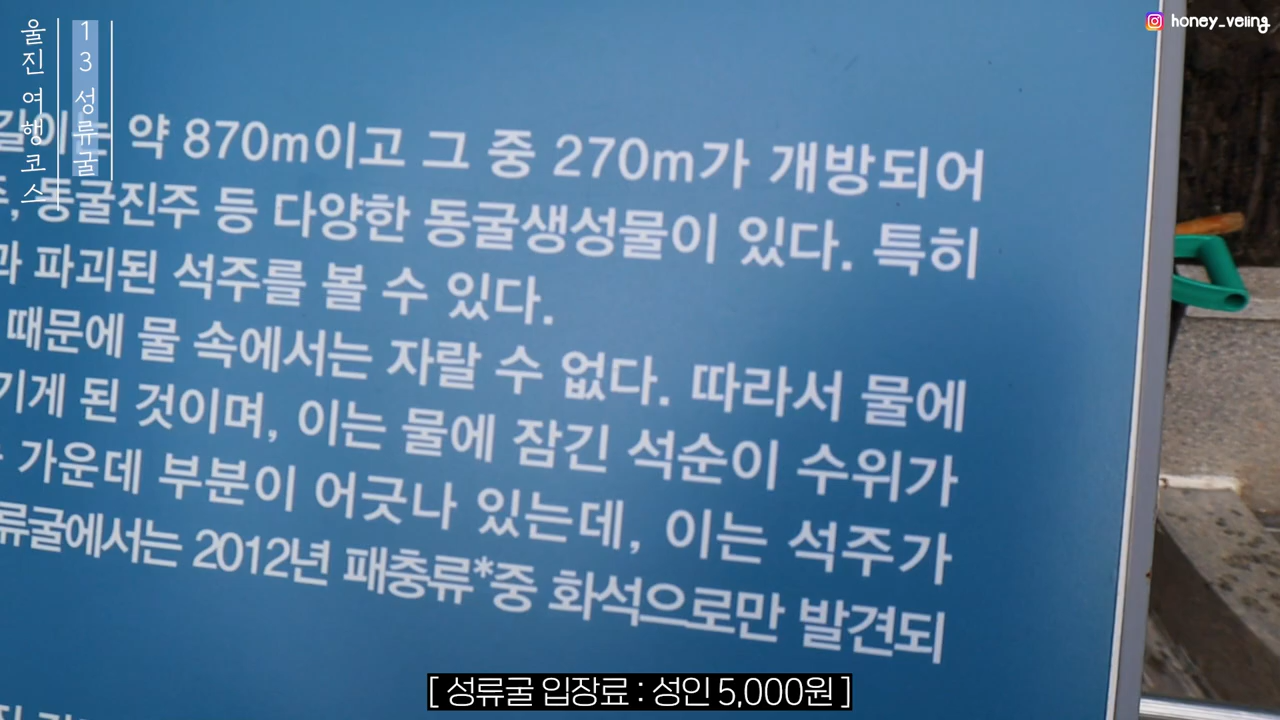 울진 여행코스
13 성류굴
honey_veling
길이는 약 870m이고 그 중 270m가 개방되어
동굴진주 등 다양한 동굴생성물이 있다. 특히
파괴된 석주를 볼 수 있다.
때문에 물 속에서는 자랄 수 없다. 따라서 물에
기게 된 것이며, 이는 물에 잠긴 석순이 수위가
가운데 부분이 어긋나 있는데, 이는 석주가
류굴에서는 2012년 패충류*중 화석으로만 발견되
[ 성류굴 입장료 : 성인 5,000원 ]